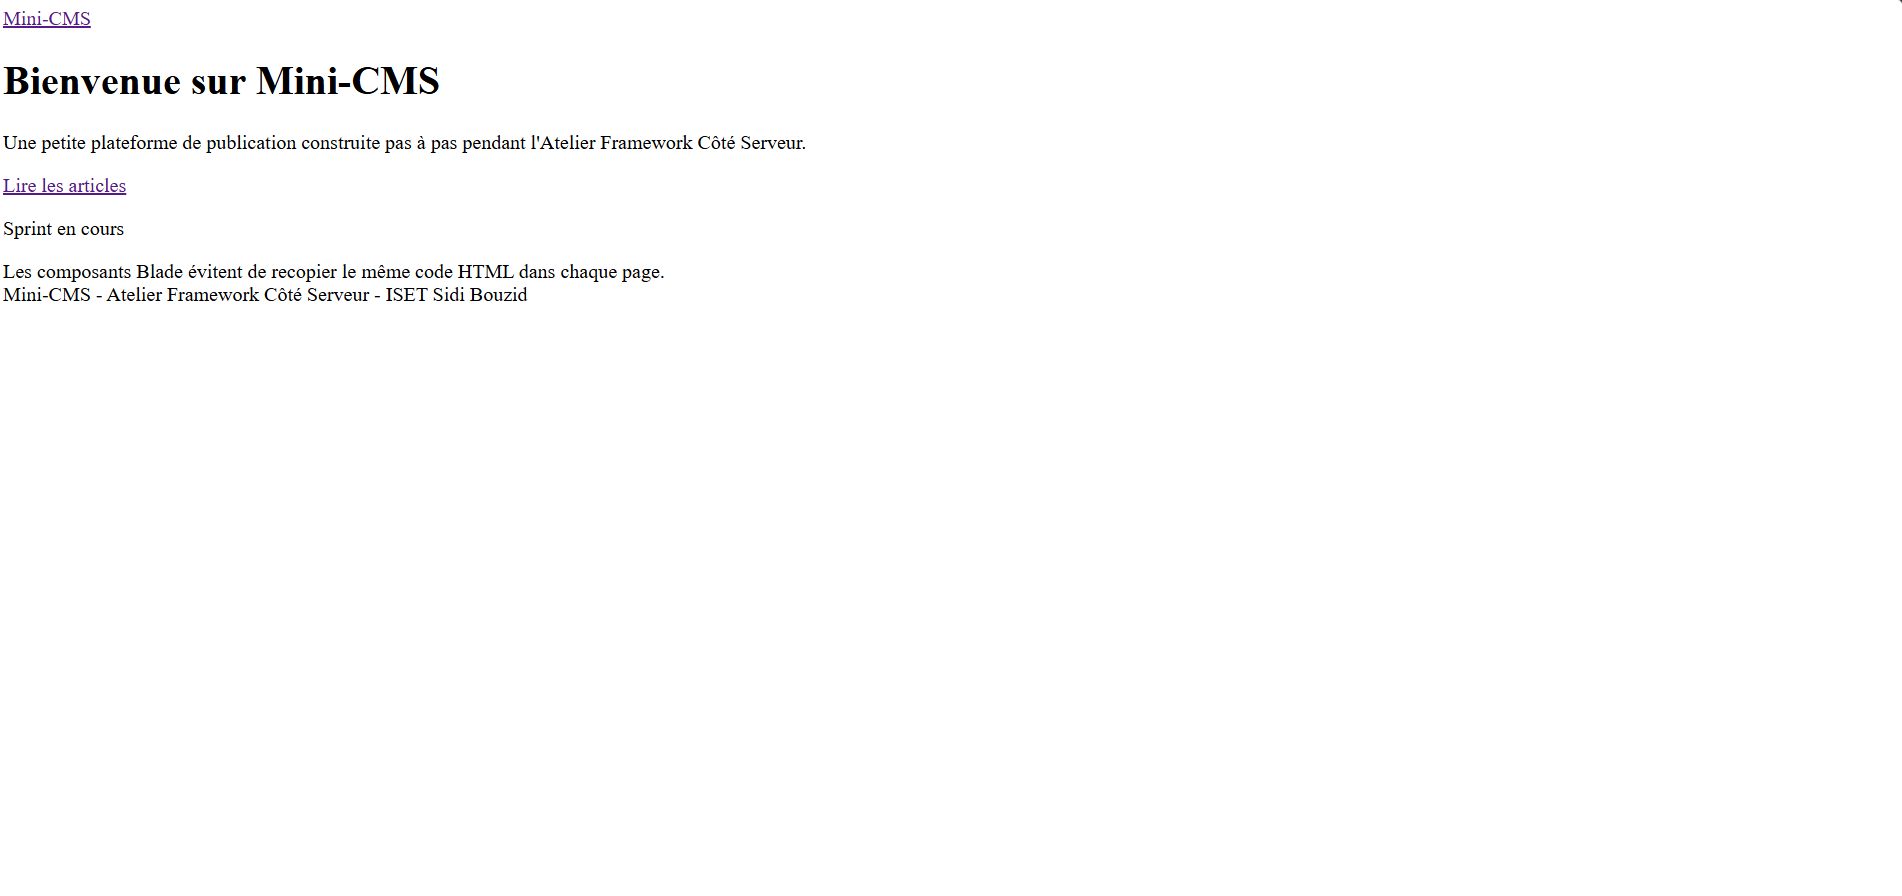 Mini-CMS
Bienvenue sur Mini-CMS
Une petite plateforme de publication construite pas à pas pendant l'Atelier Framework Côté Serveur.
Lire les articles
Sprint en cours
Les composants Blade évitent de recopier le même code HTML dans chaque page.
Mini-CMS - Atelier Framework Côté Serveur - ISET Sidi Bouzid